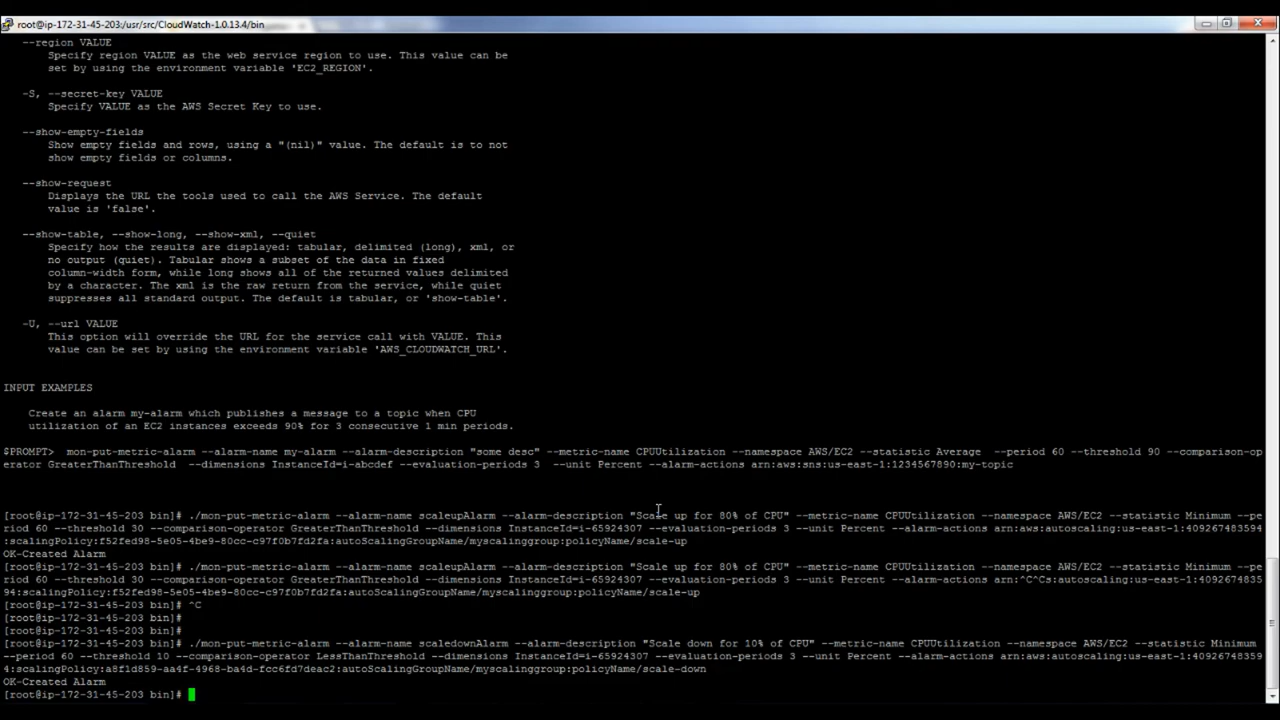 root@ip-172-31-45-203:/usr/src/CloudWatch-1.0.13.4/bin
--region VALUE
Specify region VALUE as the web service region to use. This value can be
set by using the environment variable 'EC2_REGION'.
-S, --secret-key VALUE
Specify VALUE as the AWS Secret Key to use.
--show-empty-fields
Show empty fields and rows, using a "(nil)" value. The default is to not
show empty fields or columns.
--show-request
Displays the URL the tools used to call the AWS Service. The default
value is 'false'.
--show-table, --show-long, --show-xml, --quiet
Specify how the results are displayed: tabular, delimited (long), xml, or
no output (quiet). Tabular shows a subset of the data in fixed
column-width form, while long shows all of the returned values delimited
by a character. The xml is the raw return from the service, while quiet
suppresses all standard output. The default is tabular, or 'show-table'.
-U, --url VALUE
This option will override the URL for the service call with VALUE. This
value can be set by using the environment variable 'AWS_CLOUDWATCH_URL'.
INPUT EXAMPLES
Create an alarm my-alarm which publishes a message to a topic when CPU
utilization of an EC2 instances exceeds 90% for 3 consecutive 1 min periods.
$PROMPT>  mon-put-metric-alarm --alarm-name my-alarm --alarm-description "some desc" --metric-name CPUUtilization --namespace AWS/EC2 --statistic Average  --period 60 --threshold 90 --comparison-op
erator GreaterThanThreshold  --dimensions InstanceId=i-abcdef --evaluation-periods 3  --unit Percent --alarm-actions arn:aws:sns:us-east-1:1234567890:my-topic
[root@ip-172-31-45-203 bin]# ./mon-put-metric-alarm --alarm-name scaleupAlarm --alarm-description "Scale up for 80% of CPU" --metric-name CPUUtilization --namespace AWS/EC2 --statistic Minimum --pe
riod 60 --threshold 30 --comparison-operator GreaterThanThreshold --dimensions InstanceId=i-65924307 --evaluation-periods 3 --unit Percent --alarm-actions arn:aws:autoscaling:us-east-1:409267483594
:scalingPolicy:f52fed98-5e05-4be9-80cc-c97f0b7fd2fa:autoScalingGroupName/myscalinggroup:policyName/scale-up
OK-Created Alarm
[root@ip-172-31-45-203 bin]# ./mon-put-metric-alarm --alarm-name scaleupAlarm --alarm-description "Scale up for 80% of CPU" --metric-name CPUUtilization --namespace AWS/EC2 --statistic Minimum --pe
riod 60 --threshold 30 --comparison-operator GreaterThanThreshold --dimensions InstanceId=i-65924307 --evaluation-periods 3 --unit Percent --alarm-actions arn:^C^Cs:autoscaling:us-east-1:4092674835
94:scalingPolicy:f52fed98-5e05-4be9-80cc-c97f0b7fd2fa:autoScalingGroupName/myscalinggroup:policyName/scale-up
[root@ip-172-31-45-203 bin]# ^C
[root@ip-172-31-45-203 bin]#
[root@ip-172-31-45-203 bin]#
[root@ip-172-31-45-203 bin]# ./mon-put-metric-alarm --alarm-name scaledownAlarm --alarm-description "Scale down for 10% of CPU" --metric-name CPUUtilization --namespace AWS/EC2 --statistic Minimum
--period 60 --threshold 10 --comparison-operator LessThanThreshold --dimensions InstanceId=i-65924307 --evaluation-periods 3 --unit Percent --alarm-actions arn:aws:autoscaling:us-east-1:40926748359
4:scalingPolicy:a8f1d859-aa4f-4968-ba4d-fcc6fd7deac2:autoScalingGroupName/myscalinggroup:policyName/scale-down
OK-Created Alarm
[root@ip-172-31-45-203 bin]#